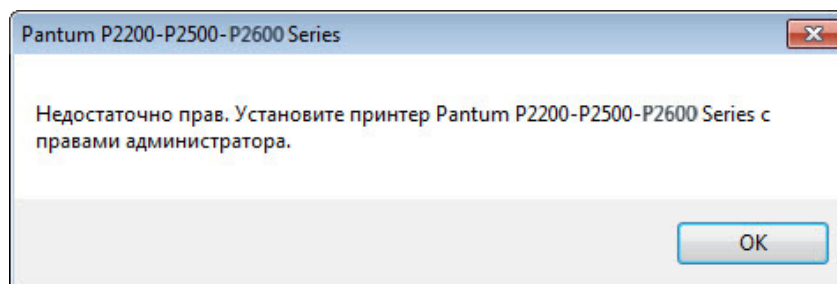 Pantum P2200-P2500-P2600 Series
Недостаточно прав. Установите принтер Pantum P2200-P2500-P2600 Series с
правами администратора.
OK